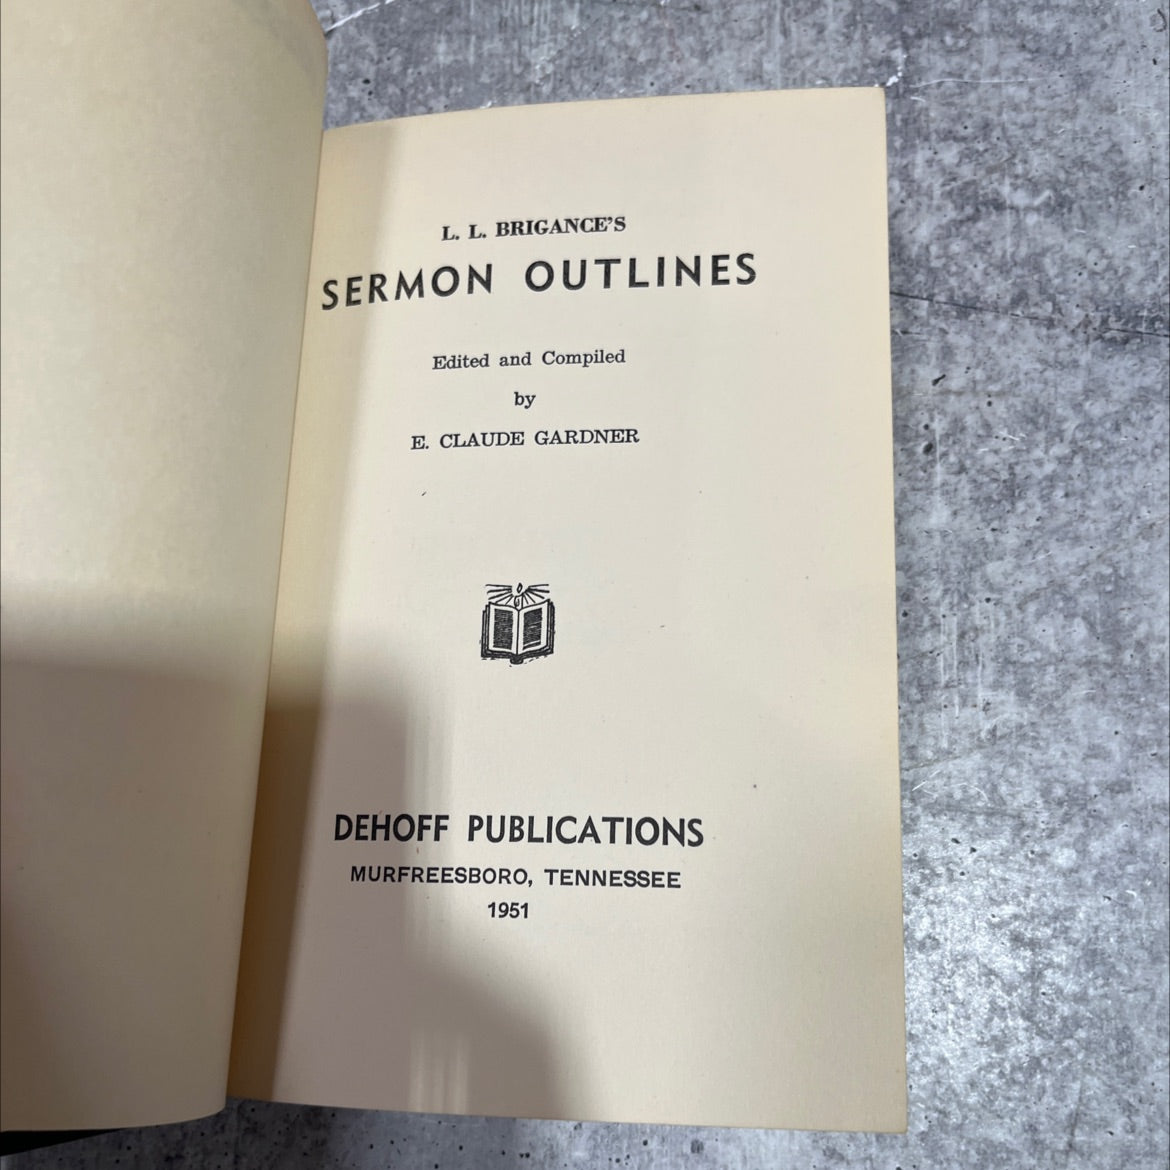 L. L. BRIGANCE'S
SERMON OUTLINES
Edited and Compiled
by
E. CLAUDE GARDNER
DEHOFF PUBLICATIONS
MURFREESBORO, TENNESSEE
1951